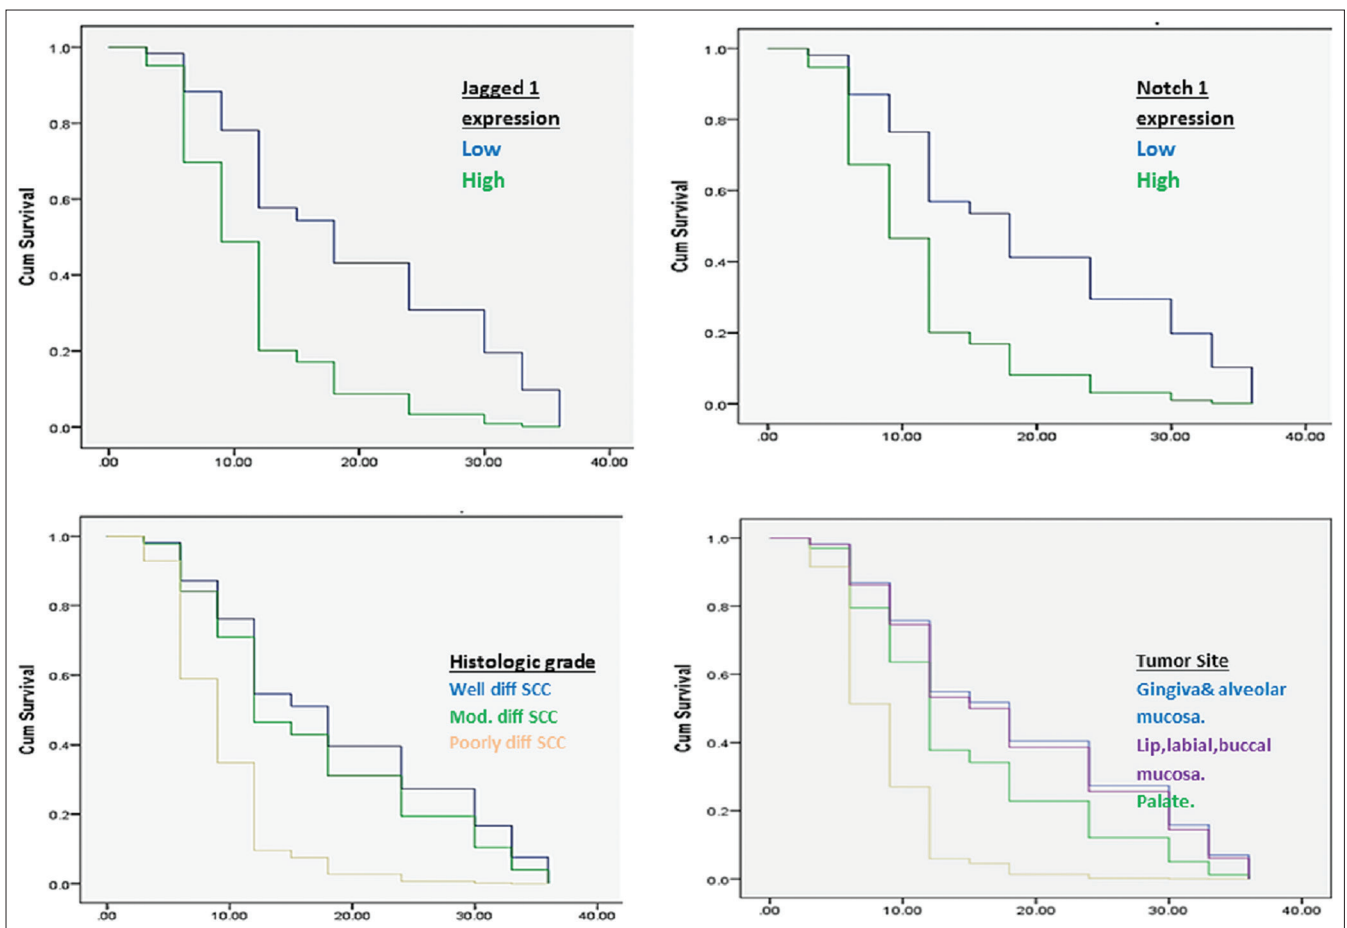 1.0
0.8
0.6
0.4
0.2
0.0
Cum Survival
Jagged 1
expression
Low
High
.00 10.00 20.00 30.00 40.00
1.0
0.8
0.6
0.4
0.2
0.0
Cum Survival
Notch 1
expression
Low
High
.00 10.00 20.00 30.00 40.00
1.0
0.8
0.6
0.4
0.2
0.0
Cum Survival
Histologic grade
Well diff SCC
Mod. diff SCC
Poorly diff SCC
.00 10.00 20.00 30.00 40.00
1.0
0.8
0.6
0.4
0.2
0.0
Cum Survival
Tumor Site
Gingiva& alveolar
mucosa.
Lip,labial,buccal
mucosa.
Palate.
.00 10.00 20.00 30.00 40.00